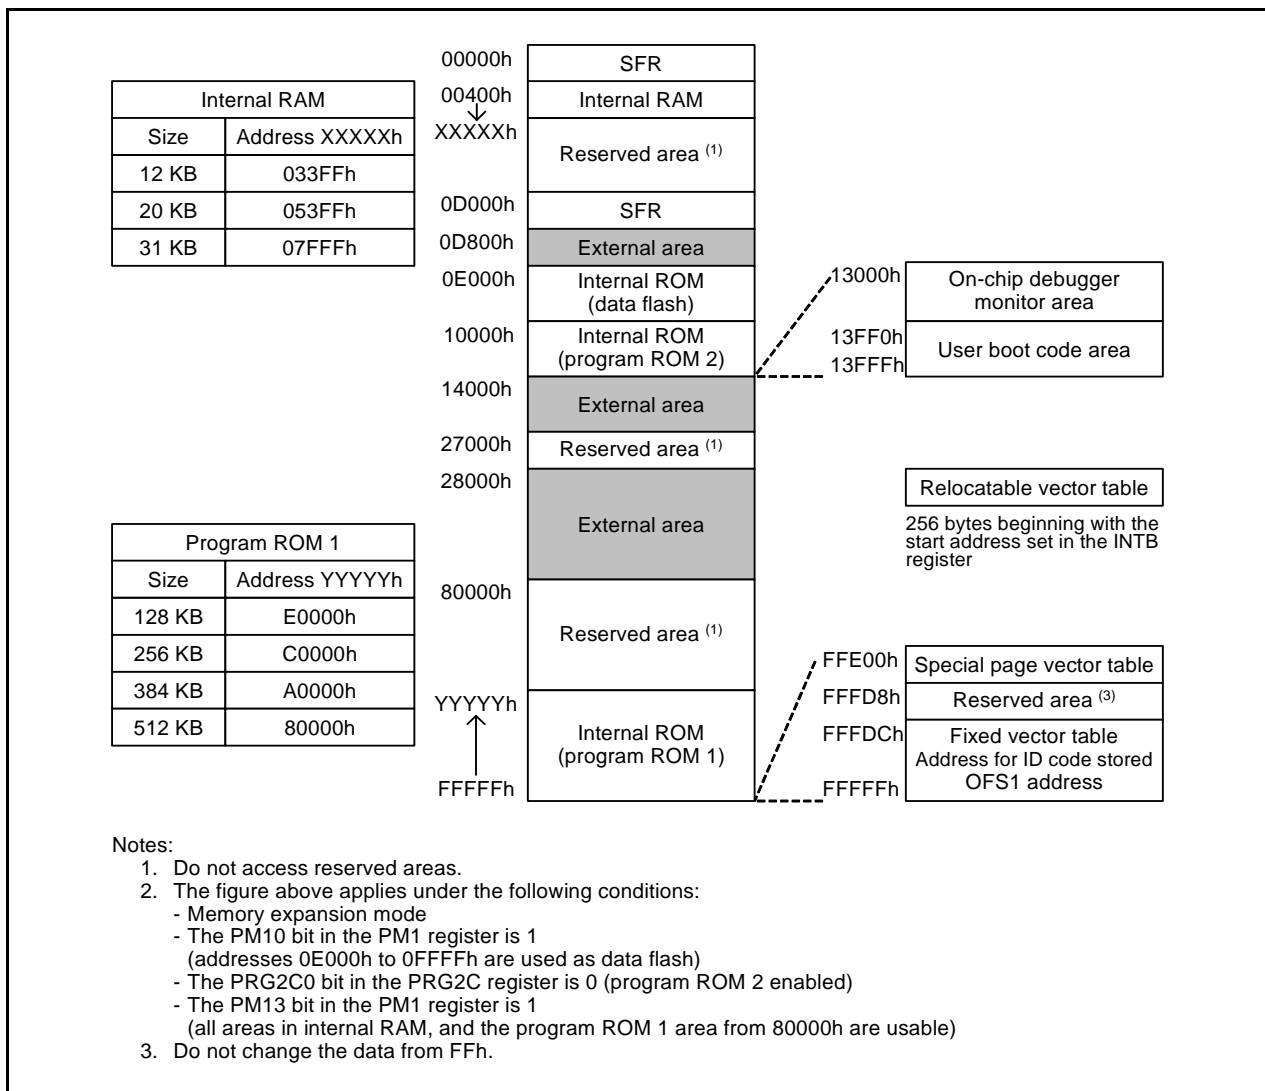 Internal RAM
Size Address XXXXXh
12 KB 033FFh
20 KB 053FFh
31 KB 07FFFh
Program ROM 1
Size Address YYYYYh
128 KB E0000h
256 KB C0000h
384 KB A0000h
512 KB 80000h
00000h
SFR
00400h
Internal RAM
XXXXXh
Reserved area (1)
0D000h
SFR
0D800h
External area
0E000h
Internal ROM
(data flash)
10000h
Internal ROM
(program ROM 2)
14000h
External area
27000h
Reserved area (1)
28000h
External area
80000h
Reserved area (1)
YYYYYh
Internal ROM
(program ROM 1)
FFFFFh
13000h
On-chip debugger
monitor area
13FF0h
User boot code area
13FFFh
Relocatable vector table
256 bytes beginning with the
start address set in the INTB
register
FFE00h
Special page vector table
FFFD8h
Reserved area (3)
FFFDCh
Fixed vector table
Address for ID code stored
OFS1 address
FFFFFh
Notes:
1. Do not access reserved areas.
2. The figure above applies under the following conditions:
- Memory expansion mode
- The PM10 bit in the PM1 register is 1
(addresses 0E000h to 0FFFFh are used as data flash)
- The PRG2C0 bit in the PRG2C register is 0 (program ROM 2 enabled)
- The PM13 bit in the PM1 register is 1
(all areas in internal RAM, and the program ROM 1 area from 80000h are usable)
3. Do not change the data from FFh.